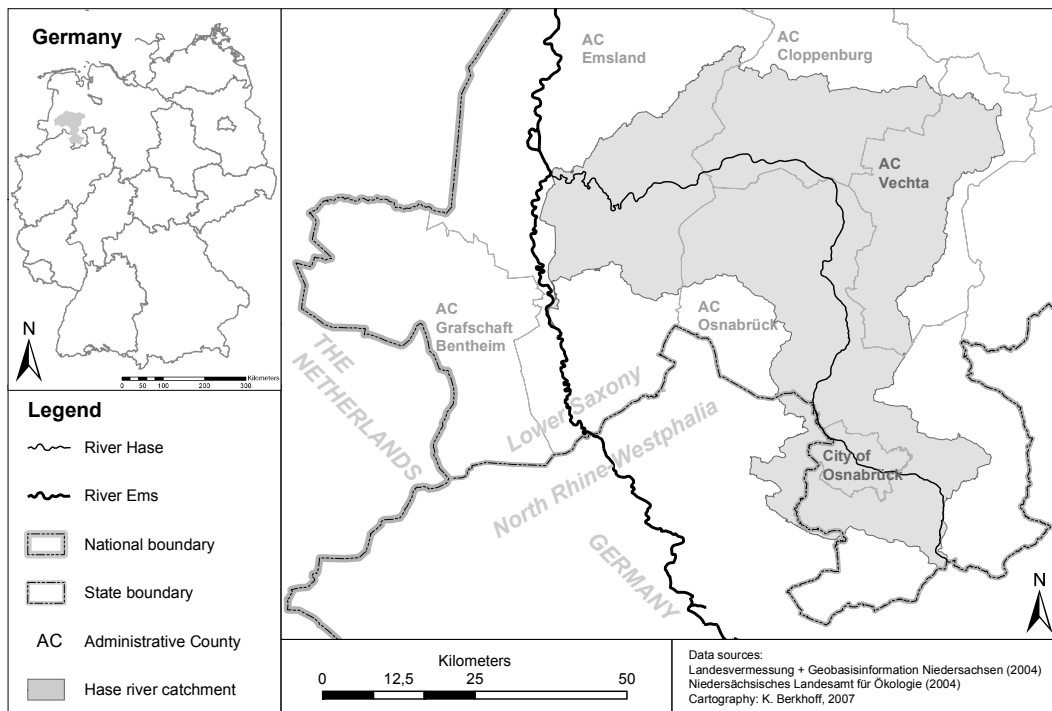 Germany
N
Kilometers
0 50 100 200 300
Legend
River Hase
River Ems
National boundary
State boundary
AC Administrative County
Hase river catchment
AC
Emsland
AC
Cloppenburg
AC
Vechta
AC
Grafschaft
Bentheim
AC
Osnabrück
THE
NETHERLANDS
Lower Saxony
North Rhine-Westphalia
City of
Osnabrück
GERMANY
N
Kilometers
0 12,5 25 50
Data sources:
Landesvermessung + Geobasisinformation Niedersachsen (2004)
Niedersächsisches Landesamt für Ökologie (2004)
Cartography: K. Berkhoff, 2007